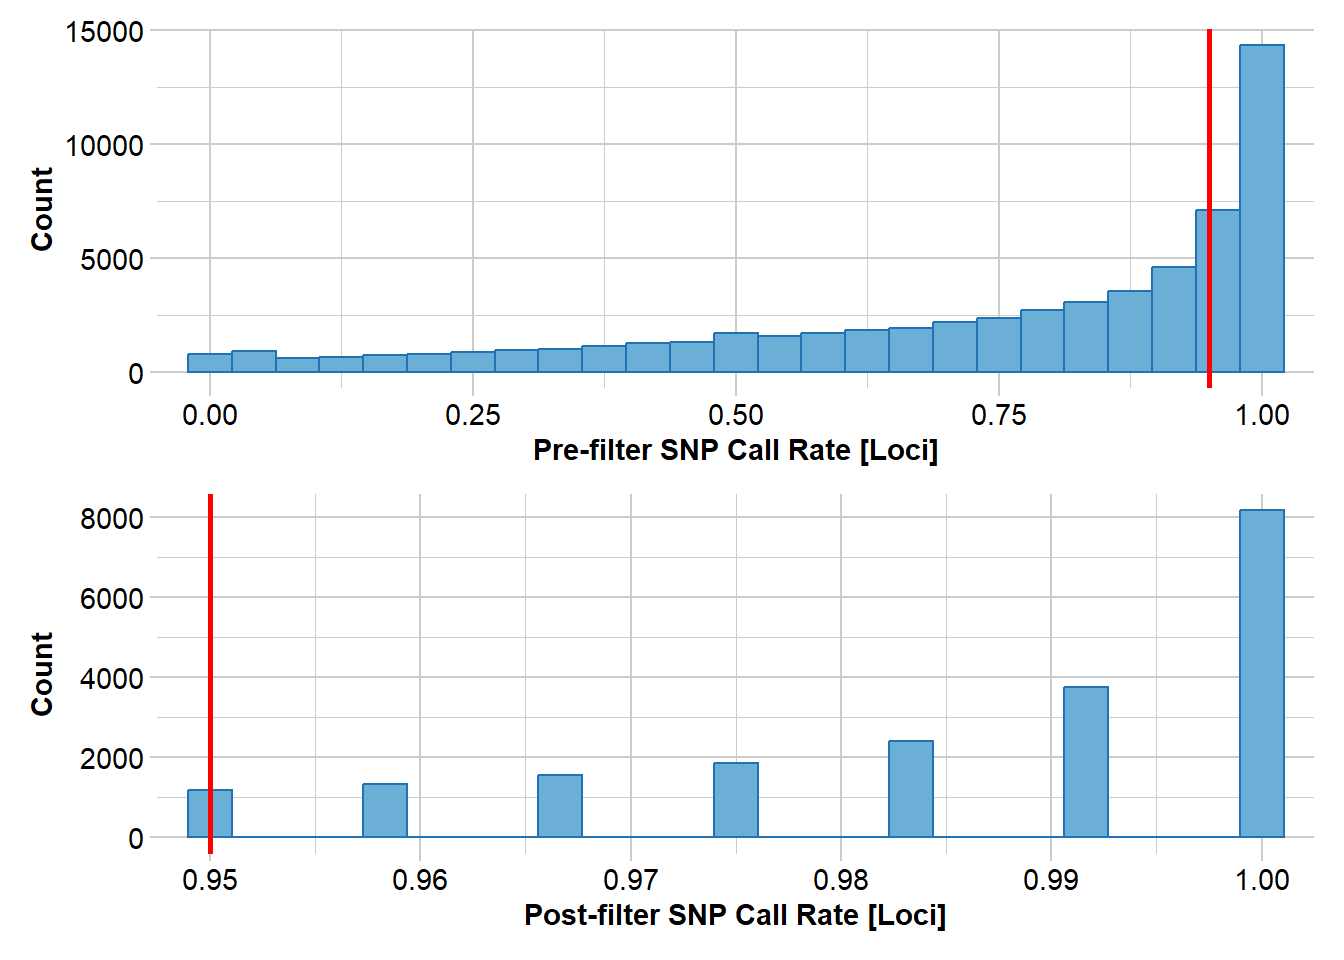 15000
10000
5000
0
Count
0.00 0.25 0.50 0.75 1.00
Pre-filter SNP Call Rate [Loci]
8000
6000
4000
2000
0
Count
0.95 0.96 0.97 0.98 0.99 1.00
Post-filter SNP Call Rate [Loci]